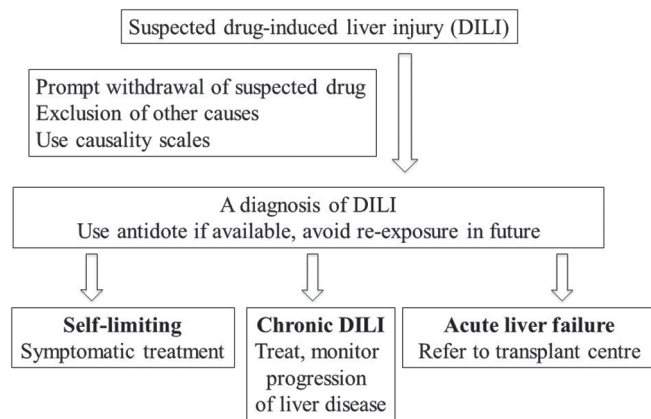 Suspected drug-induced liver injury (DILI)
Prompt withdrawal of suspected drug
Exclusion of other causes
Use causality scales
A diagnosis of DILI
Use antidote if available, avoid re-exposure in future
Self-limiting
Symptomatic treatment
Chronic DILI
Treat, monitor
progression
of liver disease
Acute liver failure
Refer to transplant centre